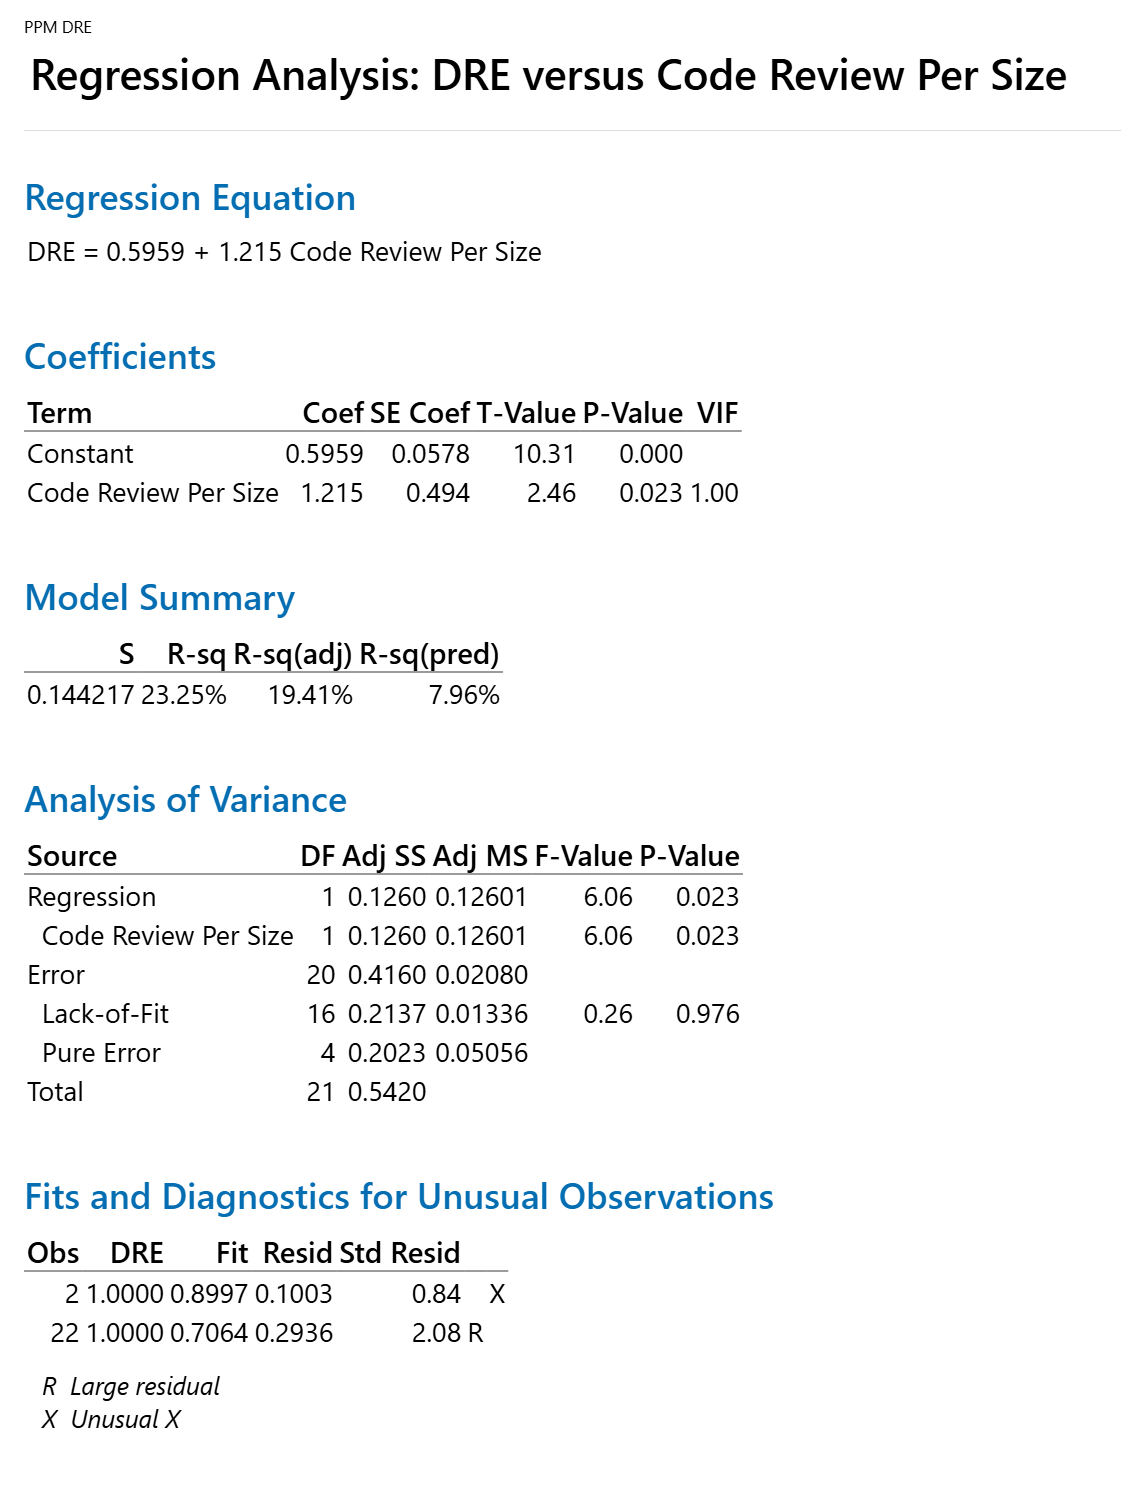 PPM DRE
Regression Analysis: DRE versus Code Review Per Size
Regression Equation
DRE = 0.5959 + 1.215 Code Review Per Size
Coefficients
Term Coef SE Coef T-Value P-Value VIF
Constant 0.5959 0.0578 10.31 0.000
Code Review Per Size 1.215 0.494 2.46 0.023 1.00
Model Summary
S R-sq R-sq(adj) R-sq(pred)
0.144217 23.25% 19.41% 7.96%
Analysis of Variance
Source DF Adj SS Adj MS F-Value P-Value
Regression 1 0.1260 0.12601 6.06 0.023
Code Review Per Size 1 0.1260 0.12601 6.06 0.023
Error 20 0.4160 0.02080
Lack-of-Fit 16 0.2137 0.01336 0.26 0.976
Pure Error 4 0.2023 0.05056
Total 21 0.5420
Fits and Diagnostics for Unusual Observations
Obs DRE Fit Resid Std Resid
2 1.0000 0.8997 0.1003 0.84 X
22 1.0000 0.7064 0.2936 2.08 R
R Large residual
X Unusual X